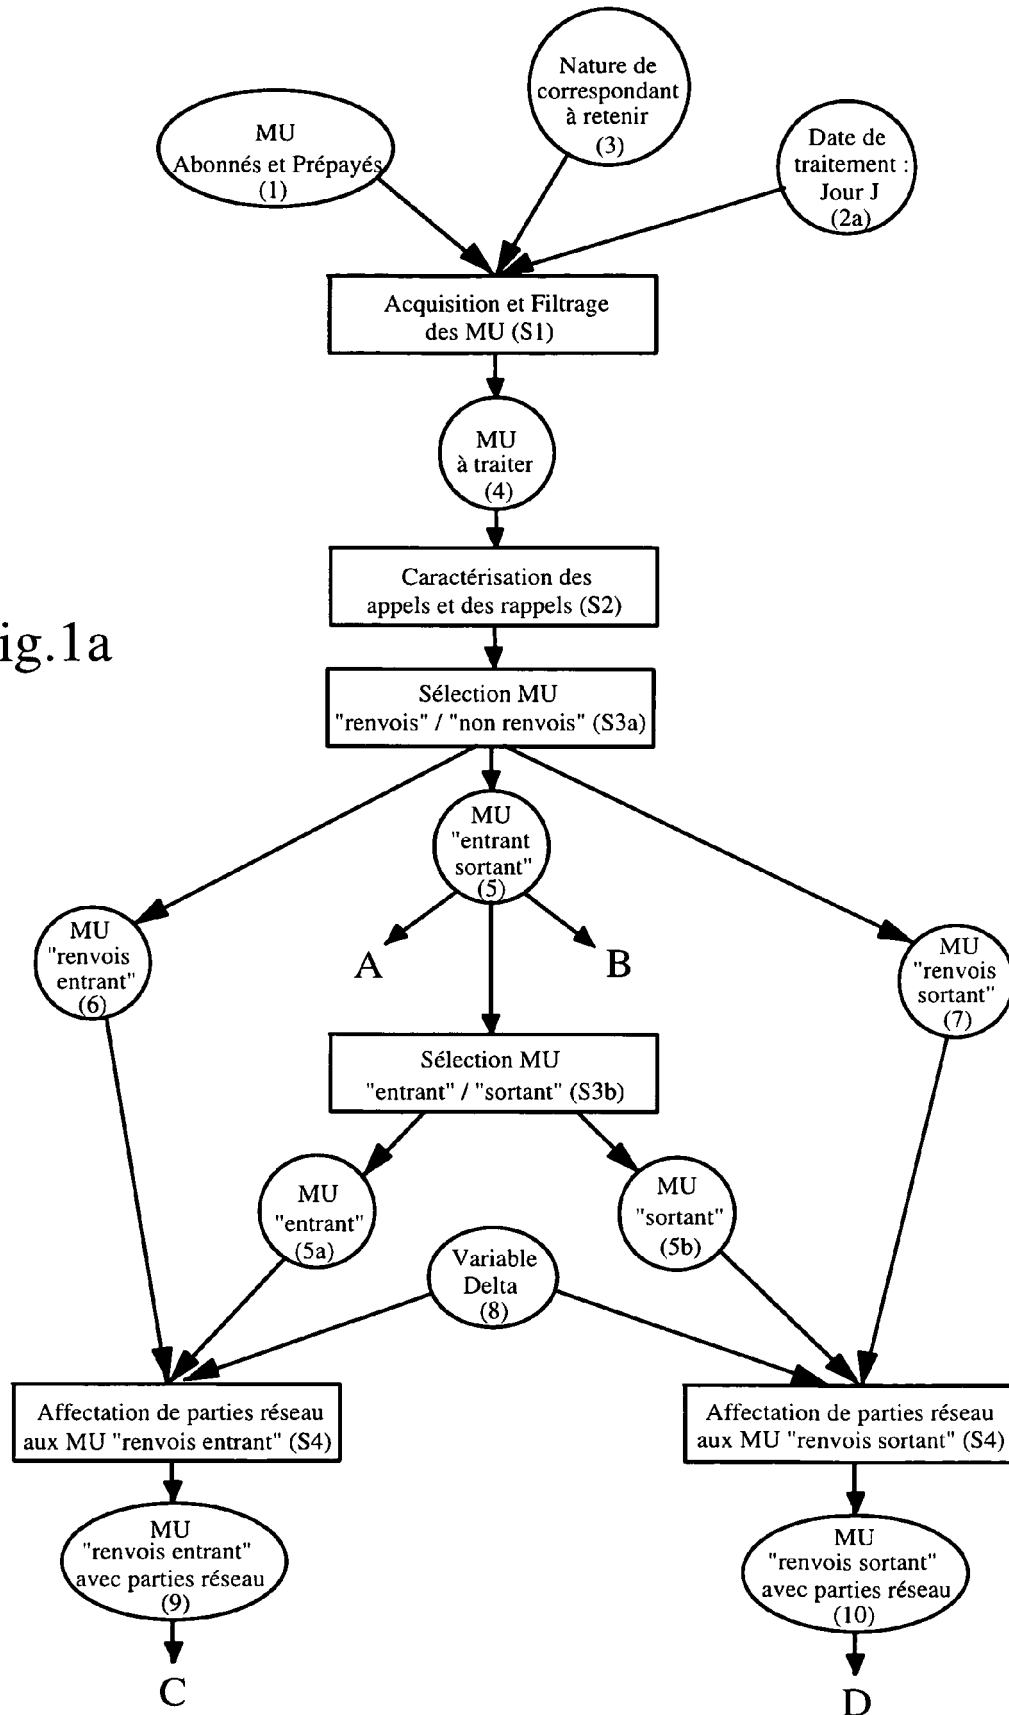 Nature de
correspondant
à retenir
(3)
MU
Abonnés et Prépayés
(1)
Date de
traitement :
Jour J
(2a)
Acquisition et Filtrage
des MU (S1)
MU
à traiter
(4)
Caractérisation des
appels et des rappels (S2)
ig.1a
Sélection MU
"renvois" / "non renvois" (S3a)
MU
"entrant
sortant"
(5)
MU
"renvois
entrant"
(6)
A
B
MU
"renvois
sortant"
(7)
Sélection MU
"entrant" / "sortant" (S3b)
MU
"entrant"
(5a)
MU
"sortant"
(5b)
Variable
Delta
(8)
Affectation de parties réseau
aux MU "renvois entrant" (S4)
Affectation de parties réseau
aux MU "renvois sortant" (S4)
MU
"renvois entrant"
avec parties réseau
(9)
MU
"renvois sortant"
avec parties réseau
(10)
C
D